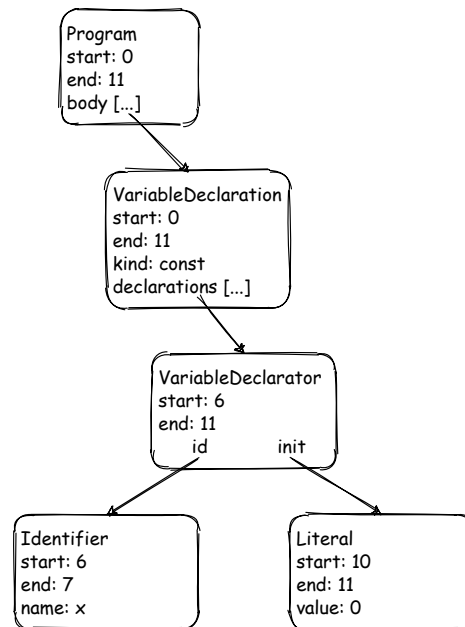 Program
start: 0
end: 11
body [...]
VariableDeclaration
start: 0
end: 11
kind: const
declarations [...]
VariableDeclarator
start: 6
end: 11
id init
Identifier
start: 6
end: 7
name: x
Literal
start: 10
end: 11
value: 0